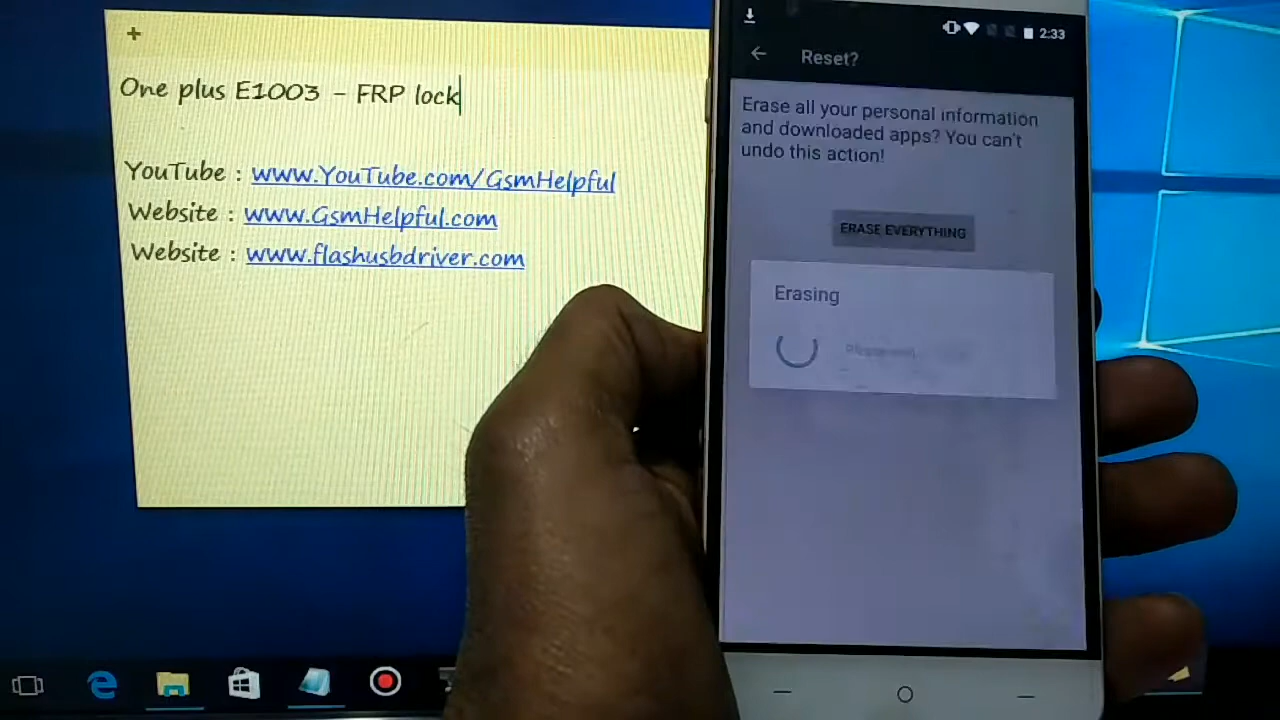 +
One plus E1003 - FRP lock
YouTube : www.YouTube.com/GsmHelpful
Website : www.GsmHelpful.com
Website : www.flashusbdriver.com
2:33
Reset?
Erase all your personal information
and downloaded apps? You can't
undo this action!
ERASE EVERYTHING
Erasing